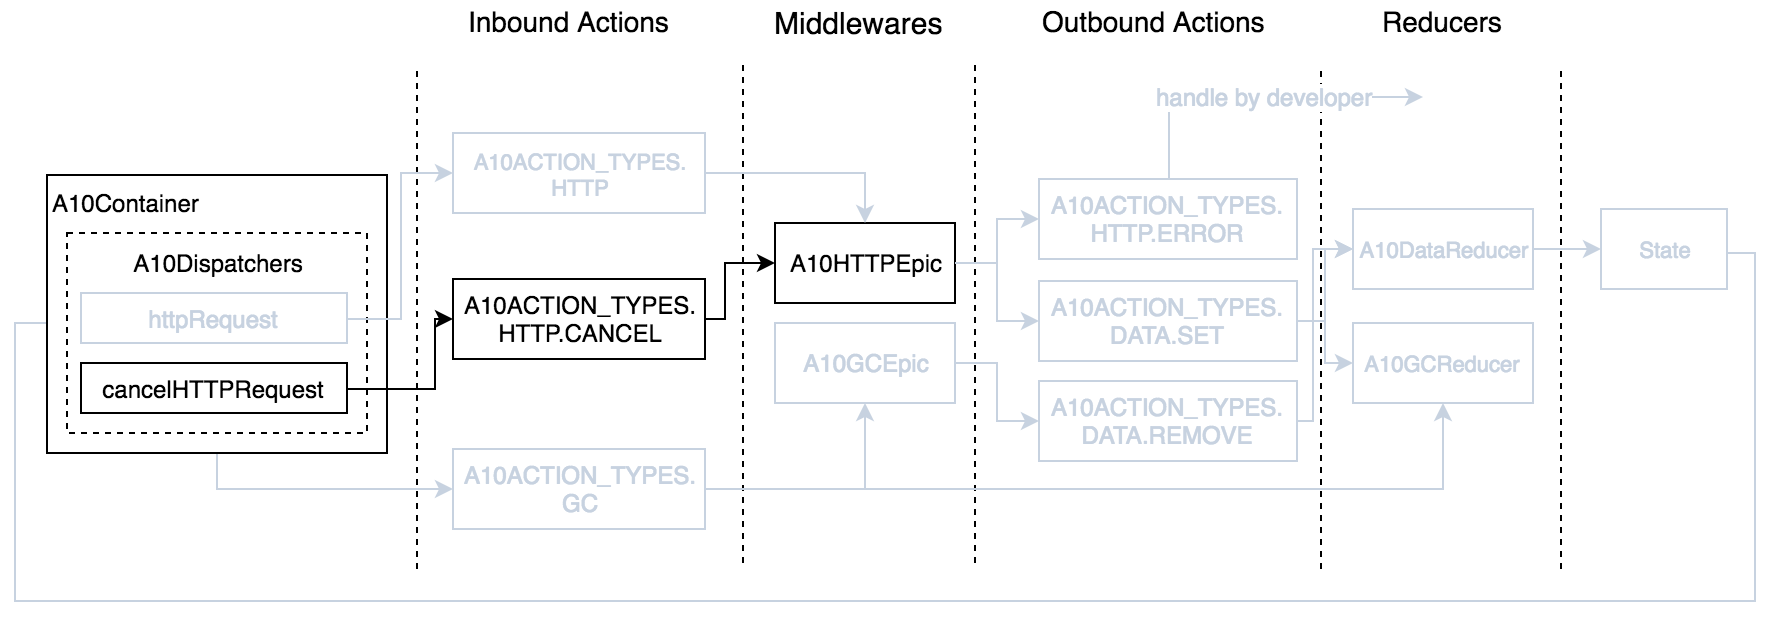 Inbound Actions
Middlewares
Outbound Actions
Reducers
handle by developer
A10Container
A10Dispatchers
httpRequest
cancelHTTPRequest
A10ACTION_TYPES.
HTTP
A10ACTION_TYPES.
HTTP.CANCEL
A10ACTION_TYPES.
GC
A10HTTPEpic
A10GCEpic
A10ACTION_TYPES.
HTTP.ERROR
A10ACTION_TYPES.
DATA.SET
A10ACTION_TYPES.
DATA.REMOVE
A10DataReducer
A10GCReducer
State